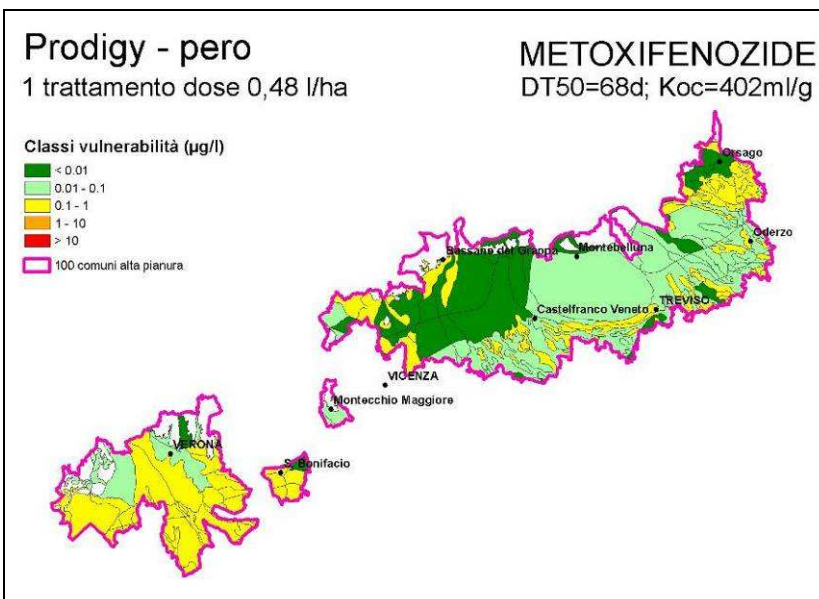 Prodigy - pero
1 trattamento dose 0,48 l/ha
METOXIFENOZIDE
DT50=68d; Koc=402ml/g
Classi vulnerabilità (µg/l)
< 0.01
0.01 - 0.1
0.1 - 1
1 - 10
> 10
100 comuni alta pianura
Orsago
Oderzo
Bassano del Grappa
Montebelluna
TREVISO
Castelfranco Veneto
VICENZA
Montecchio Maggiore
VERONA
S. Bonifacio